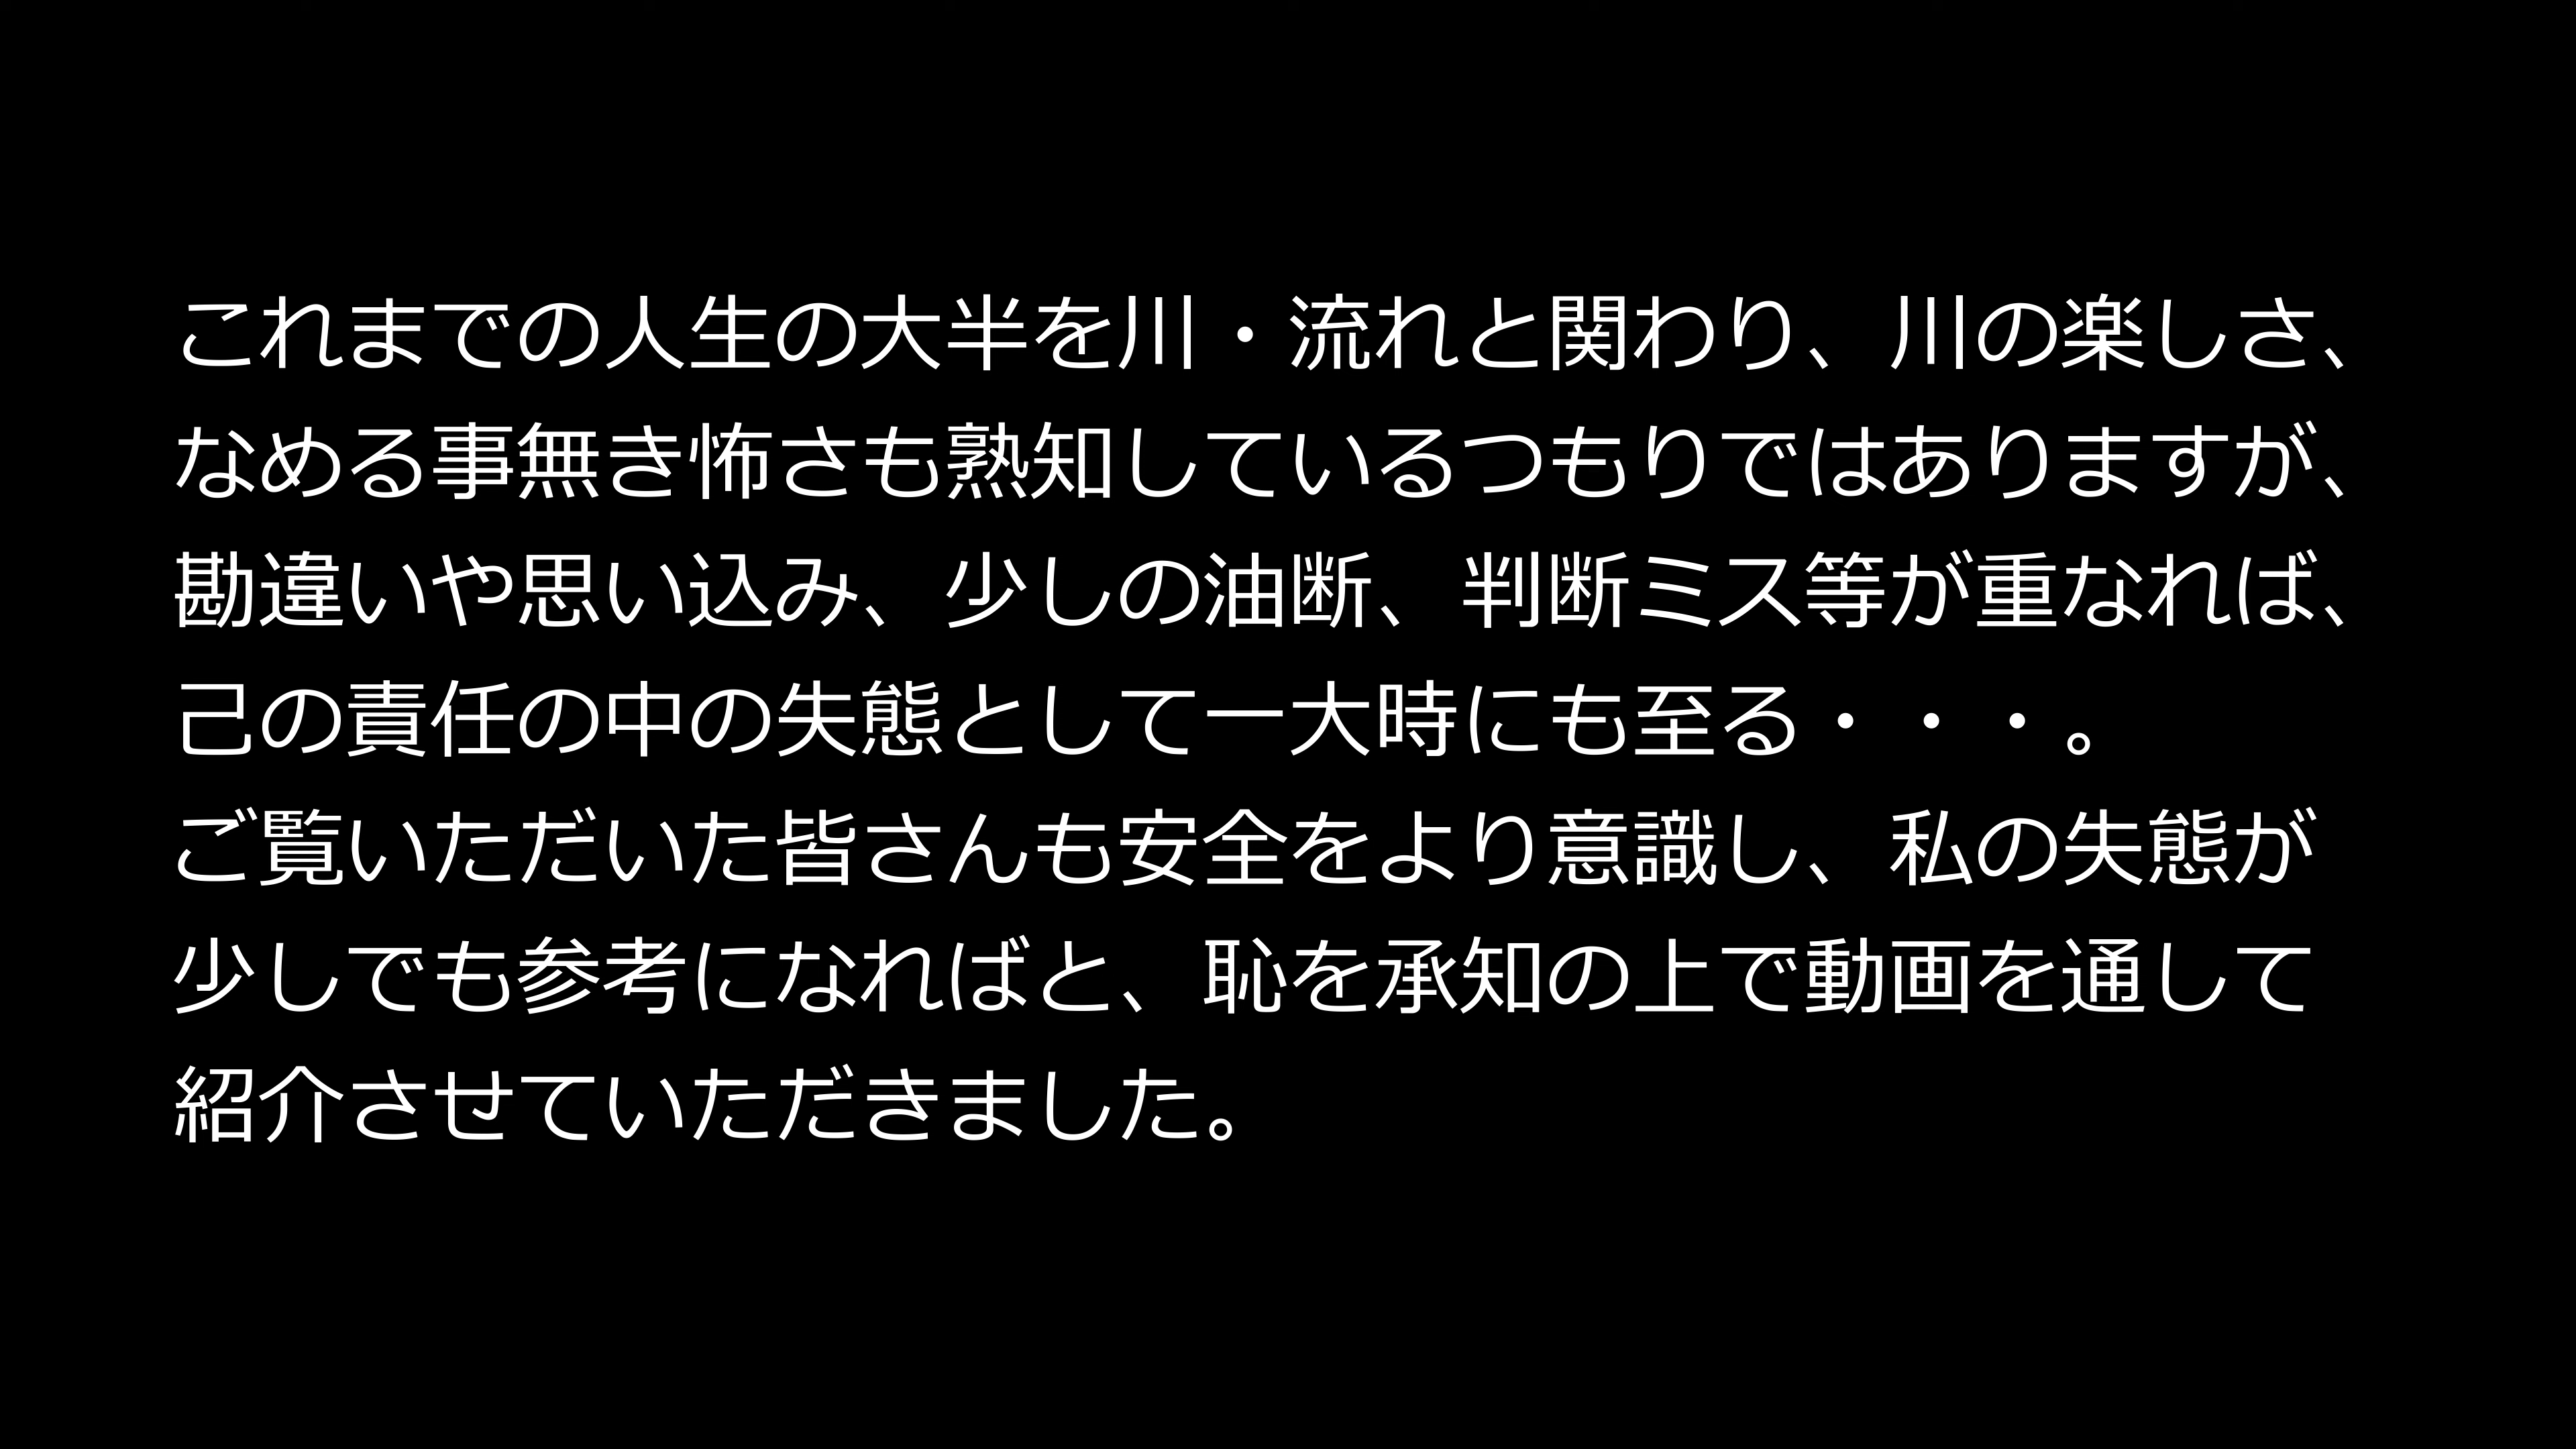 これまでの人生の大半を川・流れと関わり、川の楽しさ、
なめる事無き怖さも熟知しているつもりではありますが、
勘違いや思い込み、少しの油断、判断ミス等が重なれば、
己の責任の中の失態として一大時にも至る・・・。
ご覧いただいた皆さんも安全をより意識し、私の失態が
少しでも参考になればと、恥を承知の上で動画を通して
紹介させていただきました。